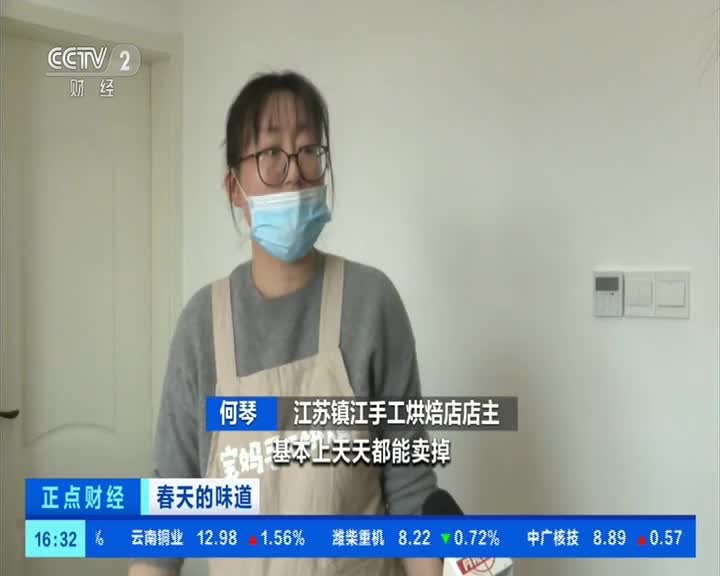 CCTV 2
财经
何琴 江苏镇江手工烘焙店店主
宝妈
基本上天天都能卖掉
正点财经 春天的味道
16:32 % 云南铜业 12.98 ▲1.56% 潍柴重机 8.22 ▼0.72% 中广核技 8.89 ▲0.57